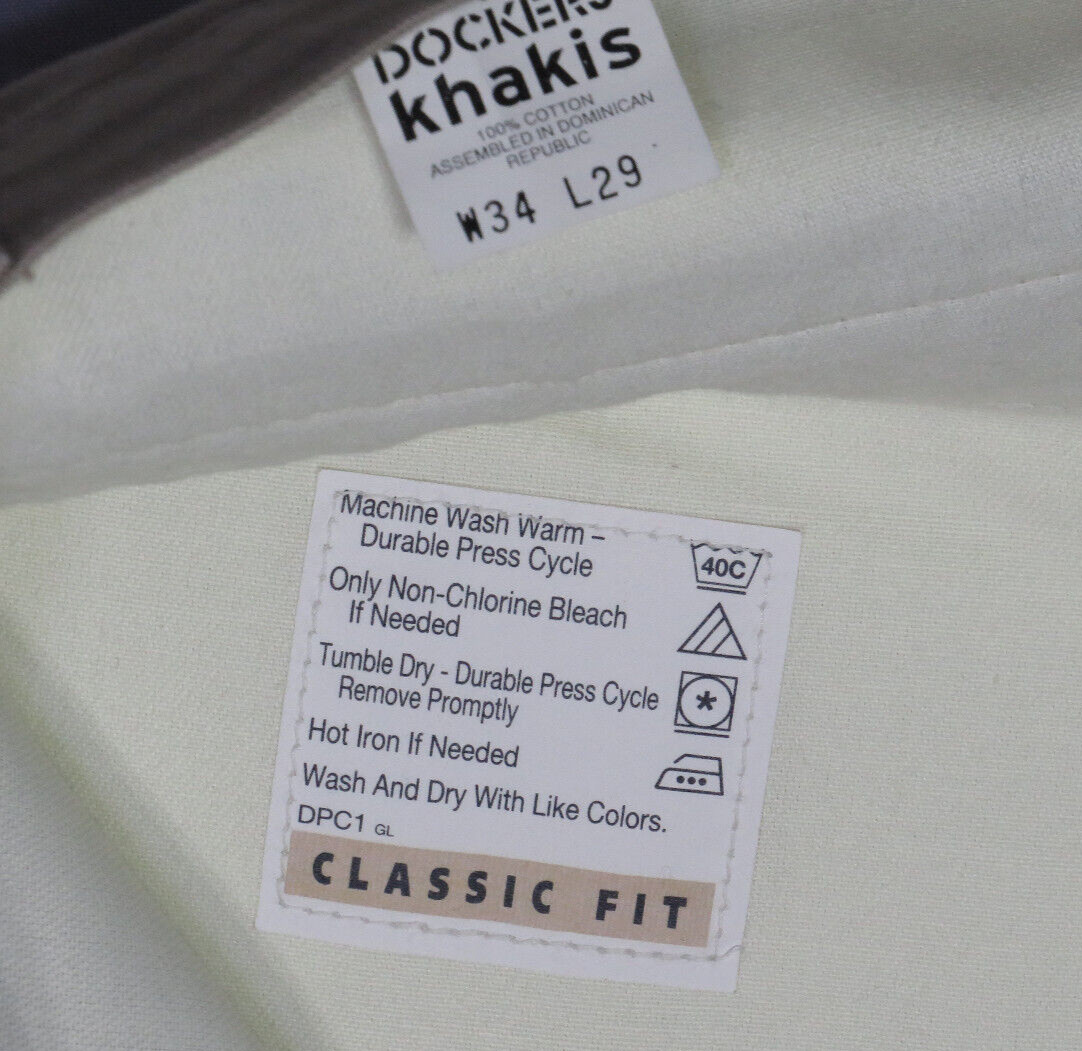 DOCKERS
khakis
100% COTTON
ASSEMBLED IN DOMINICAN
REPUBLIC
W34 L29
Machine Wash Warm –
Durable Press Cycle
40C
Only Non-Chlorine Bleach
If Needed
Tumble Dry - Durable Press Cycle
Remove Promptly
Hot Iron If Needed
Wash And Dry With Like Colors.
DPC1 GL
CLASSIC FIT